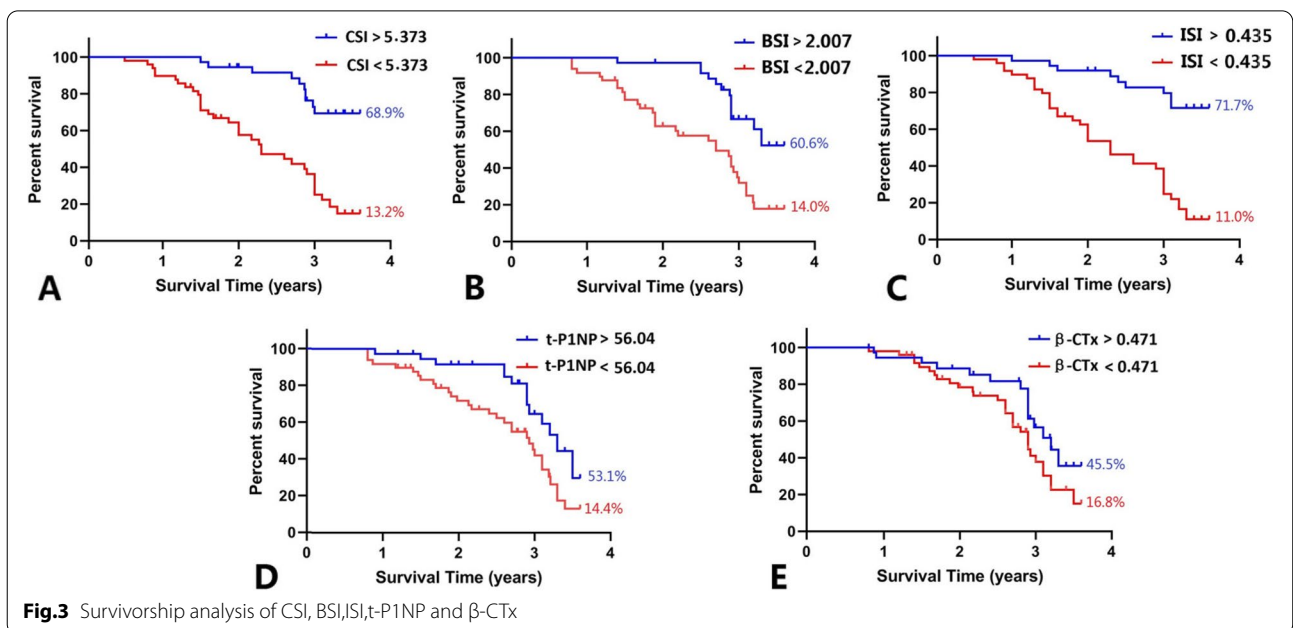 CSI > 5.373
CSI < 5.373
100
80
60
40
20
0
Percent survival
68.9%
13.2%
0 1 2 3 4
Survival Time (years)
A
BSI > 2.007
BSI < 2.007
100
80
60
40
20
0
Percent survival
60.6%
14.0%
0 1 2 3 4
Survival Time (years)
B
ISI > 0.435
ISI < 0.435
100
80
60
40
20
0
Percent survival
71.7%
11.0%
0 1 2 3 4
Survival Time (years)
C
t-P1NP > 56.04
t-P1NP < 56.04
100
80
60
40
20
0
Percent survival
53.1%
14.4%
0 1 2 3 4
Survival Time (years)
D
β-CTx > 0.471
β-CTx < 0.471
100
80
60
40
20
0
Percent survival
45.5%
16.8%
0 1 2 3 4
Survival Time (years)
E
Fig.3 Survivorship analysis of CSI, BSI,ISI,t-P1NP and β-CTx